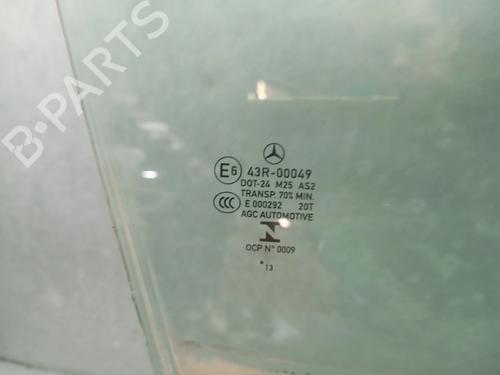 B-PARTS
E6 43R-00049
DOT-24 M25 AS2
TRANSP. 70% MIN.
CCC E 000292 20T
AGC AUTOMOTIVE
N
OCP N° 0009
13